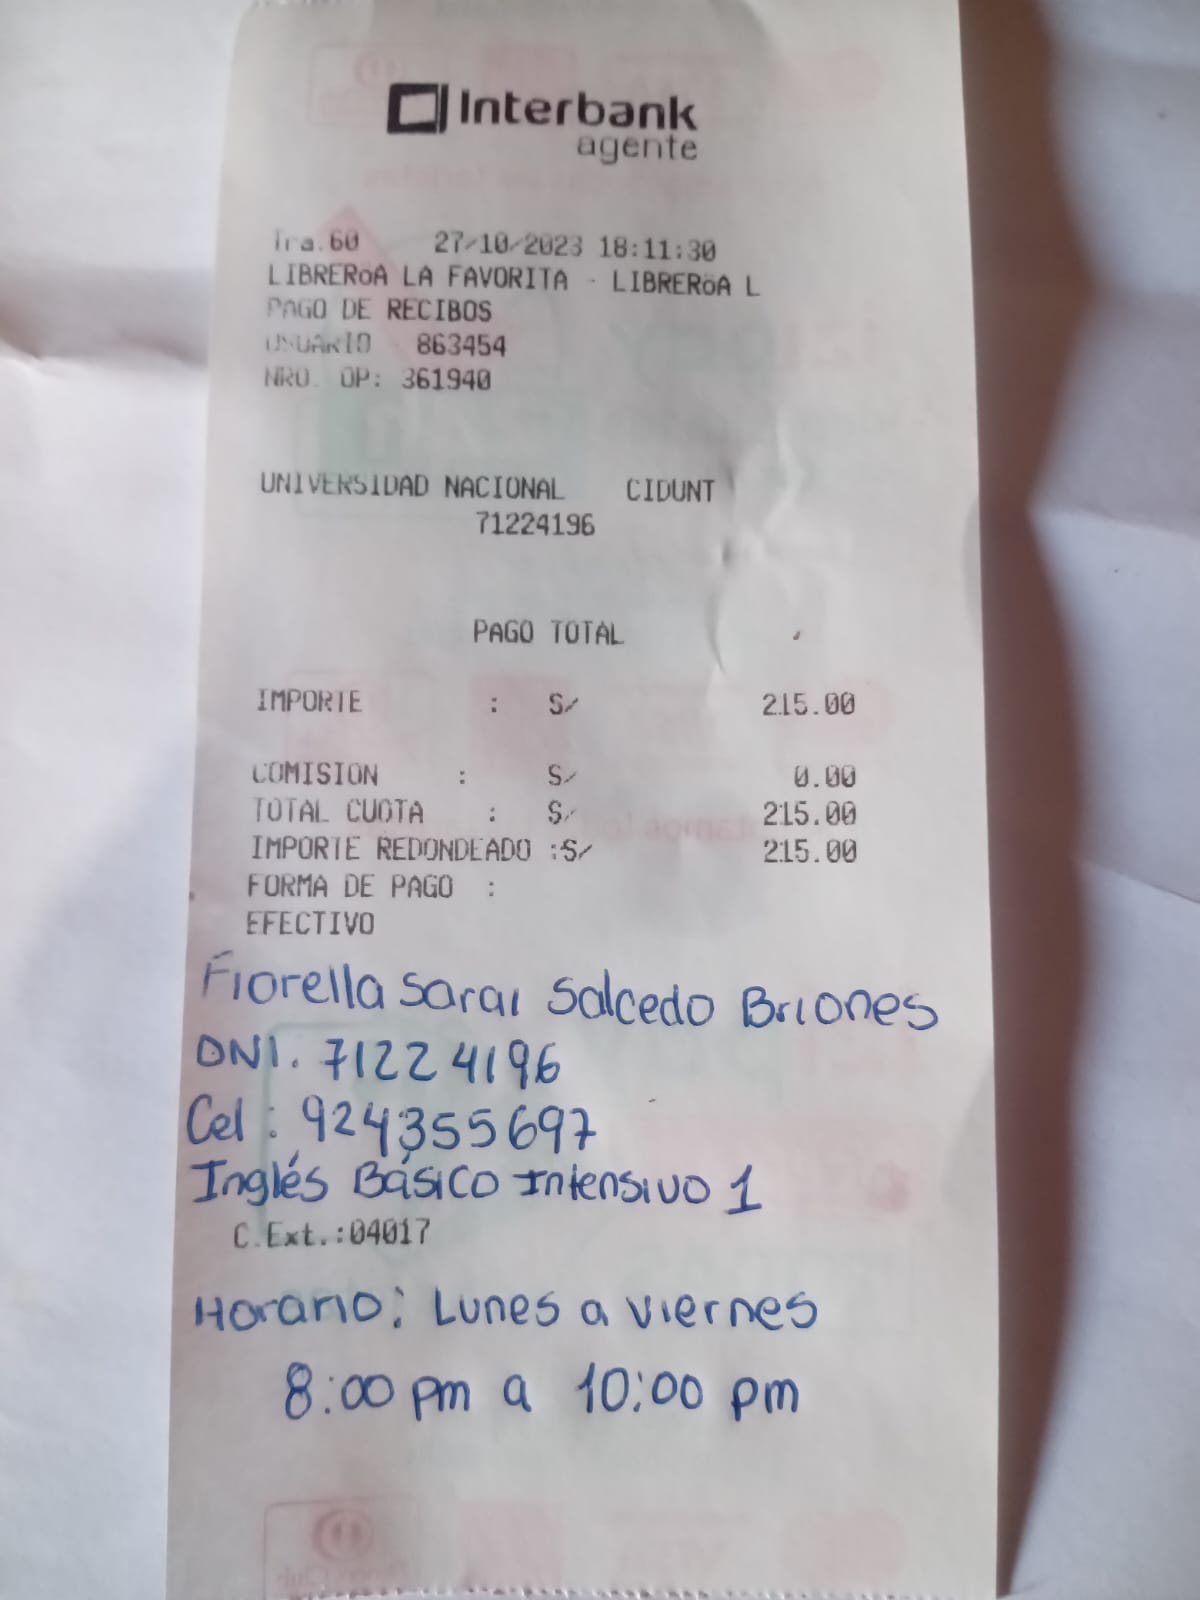 Interbank
agente
Tra.60 27/10/2023 18:11:30
LIBRERöA LA FAVORITA - LIBRERöA L
PAGO DE RECIBOS
USUARIO 863454
NRO. OP: 361940
UNIVERSIDAD NACIONAL CIDUNT
71224196
PAGO TOTAL
IMPORTE : S/ 215.00
COMISION : S/ 0.00
TOTAL CUOTA : S/ 215.00
IMPORTE REDONDEADO :S/ 215.00
FORMA DE PAGO :
EFECTIVO
Fiorella Sarai Salcedo Briones
DNI. 71224196
Cel: 924355697
Inglés Básico Intensivo 1
C.Ext.:04017
Horario: Lunes a viernes
8:00 pm a 10:00 pm